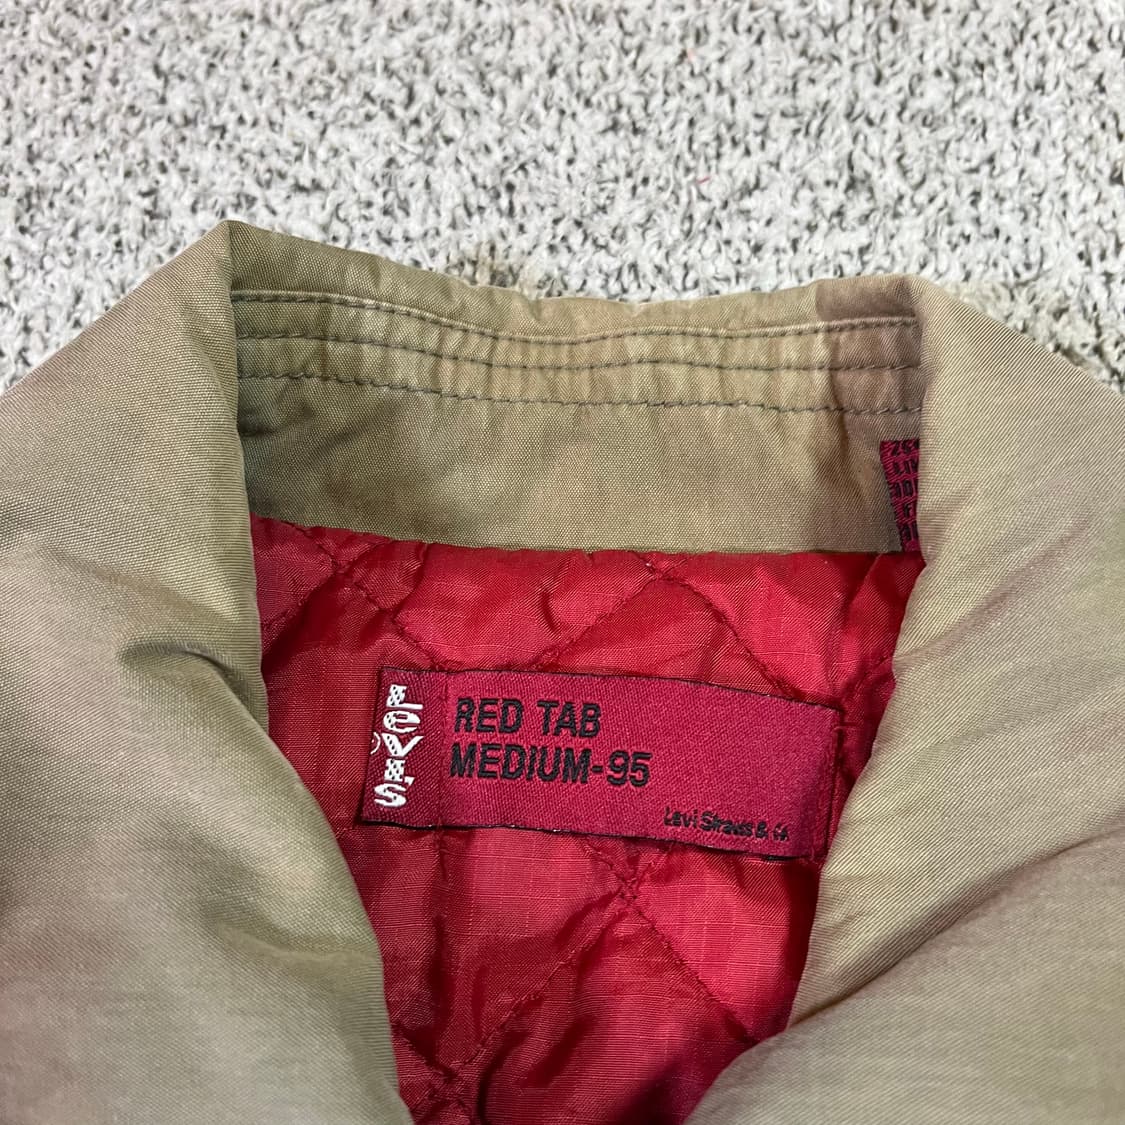 LEVI'S
®
RED TAB
MEDIUM-95
Levi Strauss & Co